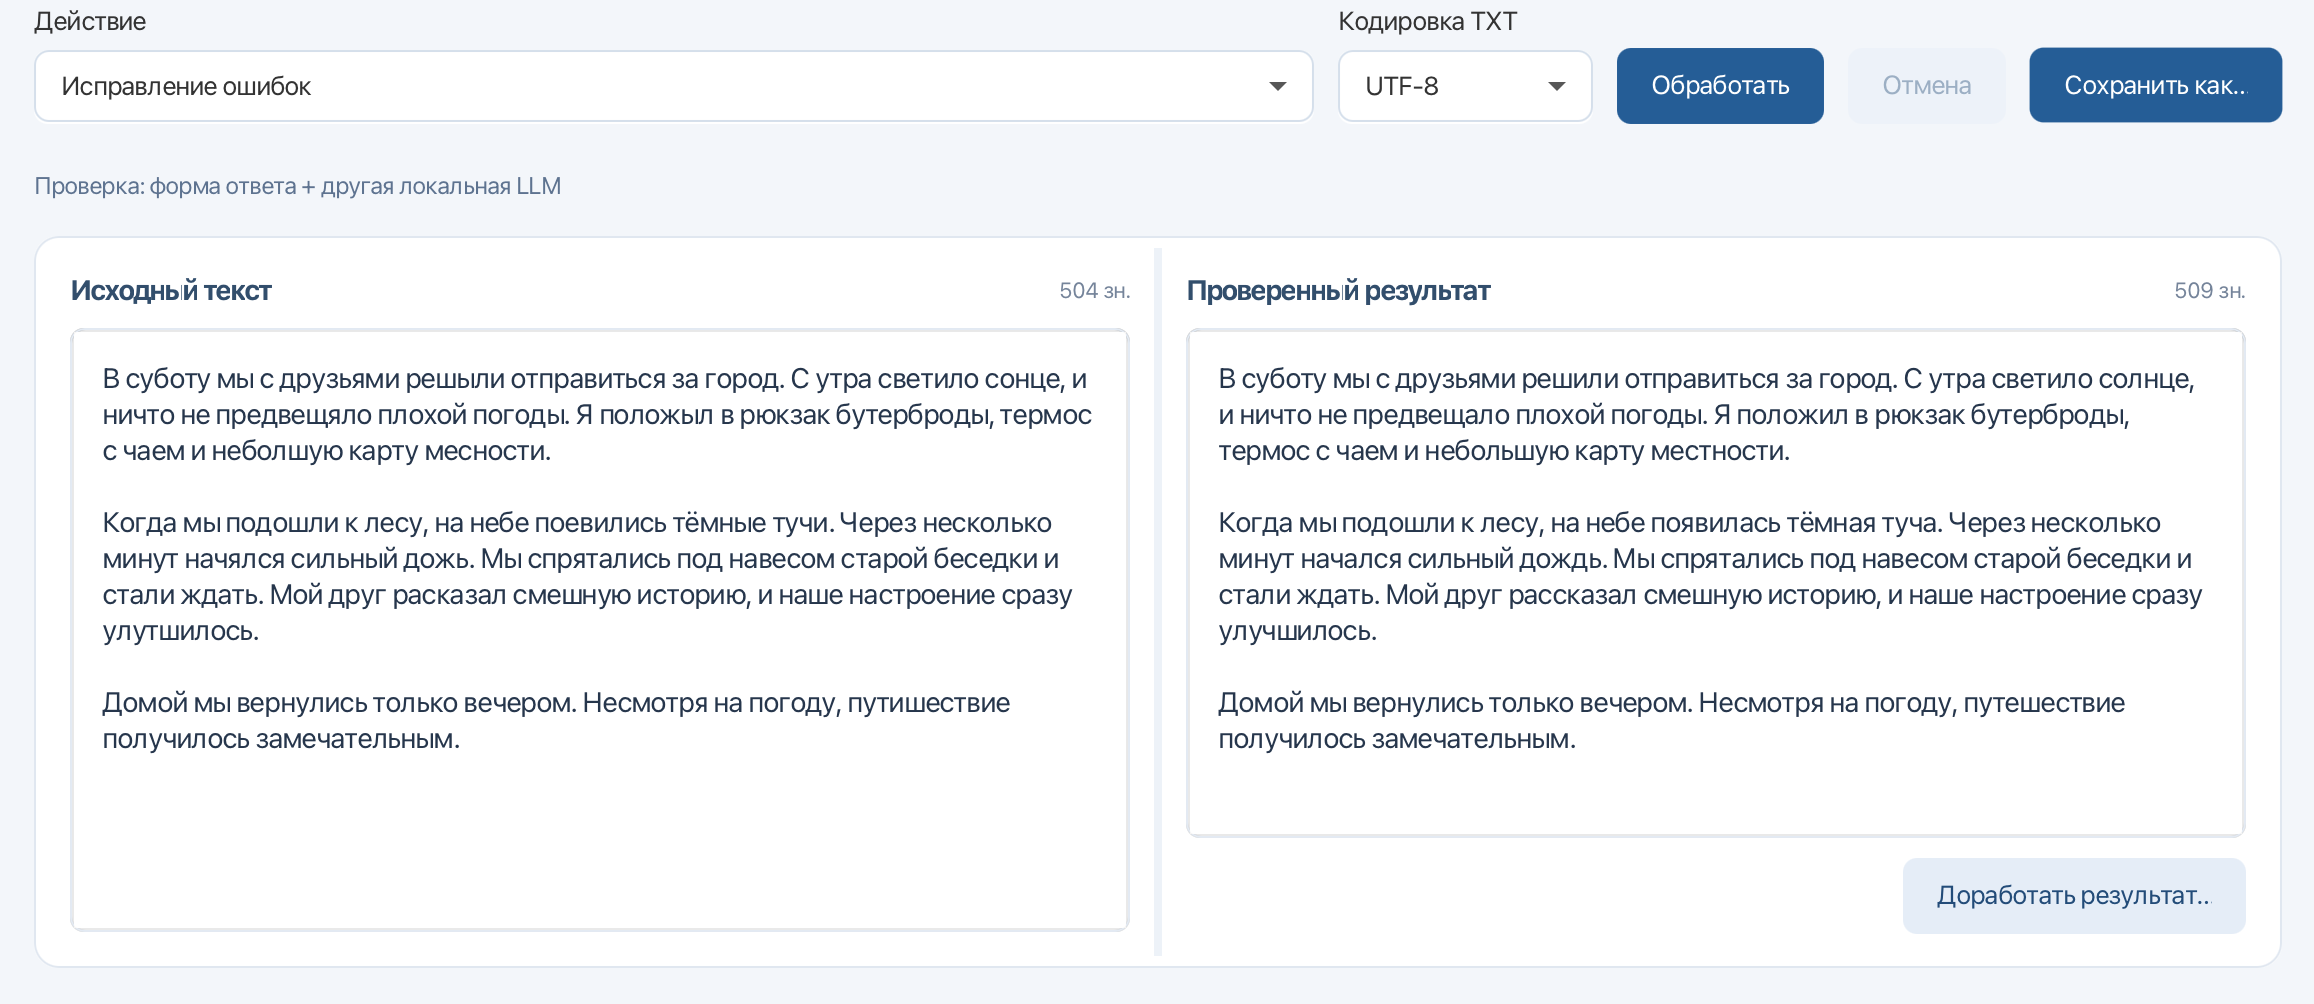 Действие
Кодировка TXT
Исправление ошибок
UTF-8
Обработать
Отмена
Сохранить как...
Проверка: форма ответа + другая локальная LLM
Исходный текст
504 зн.
В суботу мы с друзьями решыли отправиться за город. С утра светило сонце, и
ничто не предвещяло плохой погоды. Я положыл в рюкзак бутерброды, термос
с чаем и неболшую карту месности.
Когда мы подошли к лесу, на небе поевились тёмные тучи. Через несколько
минут начялся сильный дожь. Мы спрятались под навесом старой беседки и
стали ждать. Мой друг расказал смешную историю, и наше настроение сразу
улутшилось.
Домой мы вернулись только вечером. Несмотря на погоду, путишествие
получилось замечательным.
Проверенный результат
509 зн.
В субботу мы с друзьями решили отправиться за город. С утра светило солнце,
и ничто не предвещало плохой погоды. Я положил в рюкзак бутерброды,
термос с чаем и небольшую карту местности.
Когда мы подошли к лесу, на небе появилась тёмная туча. Через несколько
минут начался сильный дождь. Мы спрятались под навесом старой беседки и
стали ждать. Мой друг рассказал смешную историю, и наше настроение сразу
улучшилось.
Домой мы вернулись только вечером. Несмотря на погоду, путешествие
получилось замечательным.
Доработать результат...